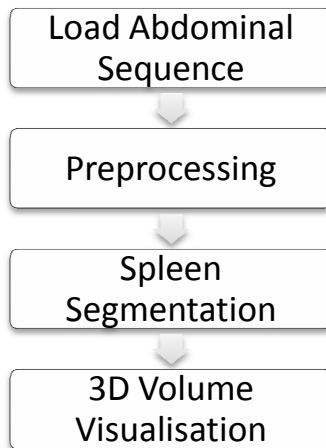 Load Abdominal
Sequence
Preprocessing
Spleen
Segmentation
3D Volume
Visualisation